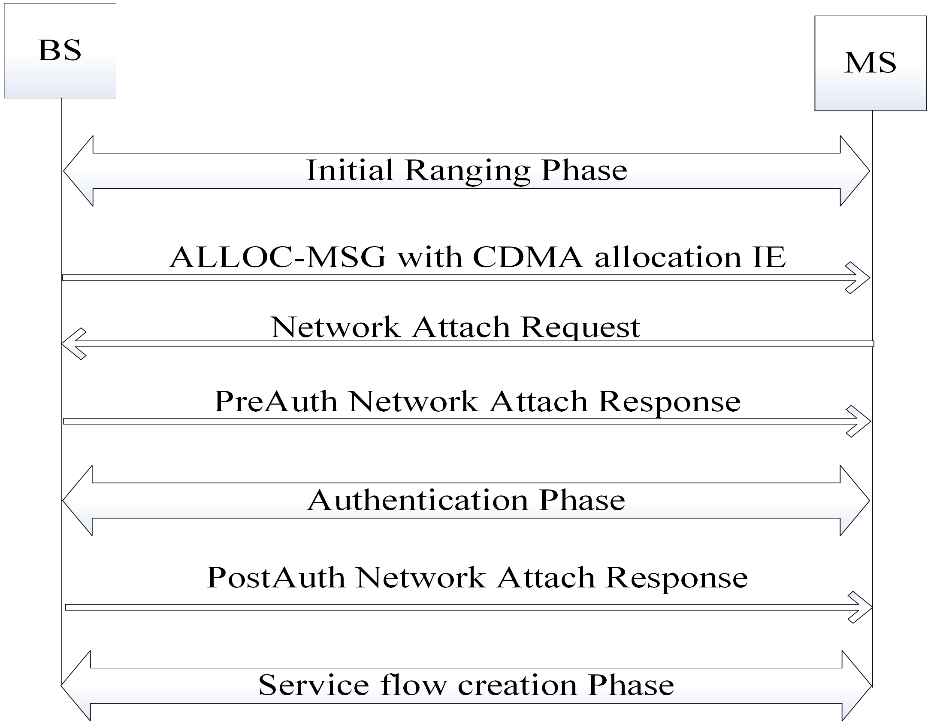 BS
MS
Initial Ranging Phase
ALLOC-MSG with CDMA allocation IE
Network Attach Request
PreAuth Network Attach Response
Authentication Phase
PostAuth Network Attach Response
Service flow creation Phase